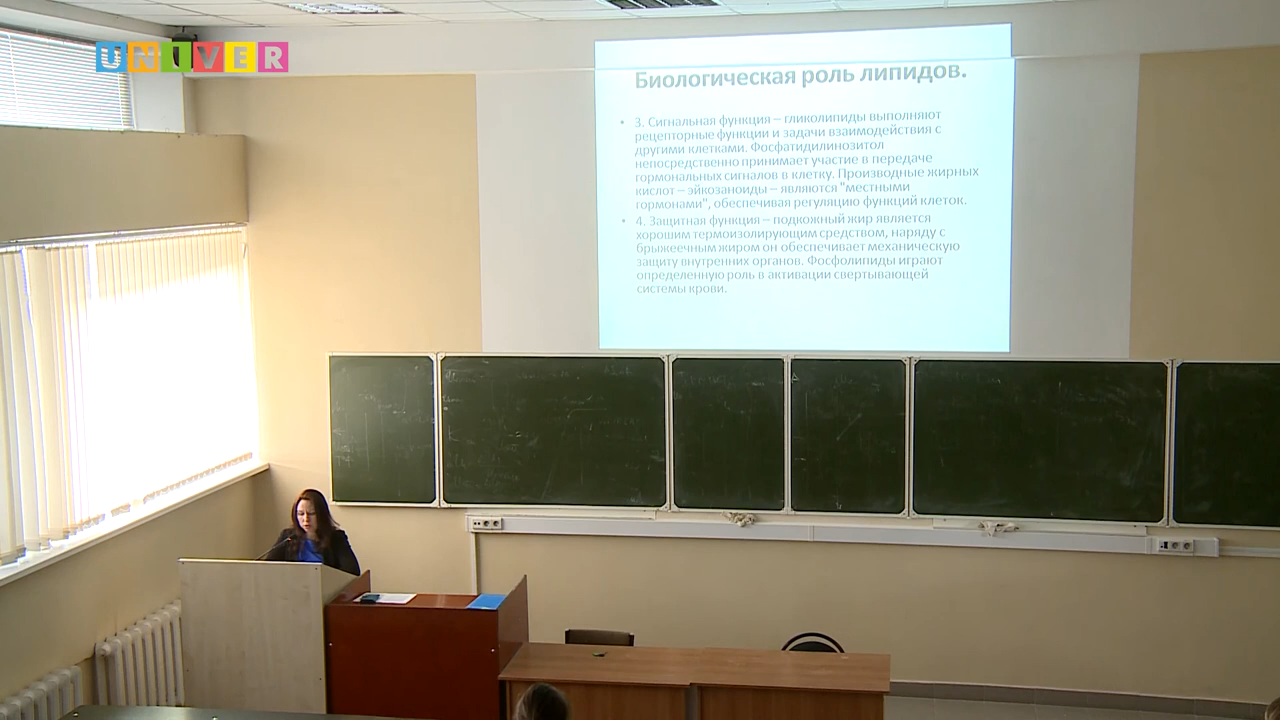 UNIVER
Биологическая роль липидов.
• 3. Сигнальная функция – гликолипиды выполняют
рецепторные функции и задачи взаимодействия с
другими клетками. Фосфатидилинозитол
непосредственно принимает участие в передаче
гормональных сигналов в клетку. Производные жирных
кислот – эйкозаноиды – являются "местными
гормонами", обеспечивая регуляцию функций клеток.
• 4. Защитная функция – подкожный жир является
хорошим термоизолирующим средством, наряду с
брыжеечным жиром он обеспечивает механическую
защиту внутренних органов. Фосфолипиды играют
определенную роль в активации свертывающей
системы крови.